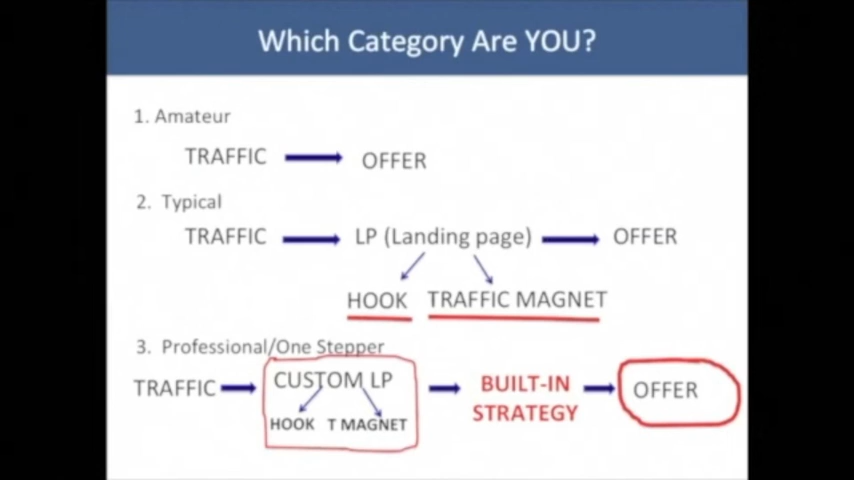 Which Category Are YOU?
1. Amateur
TRAFFIC OFFER
2. Typical
TRAFFIC LP (Landing page) OFFER
HOOK TRAFFIC MAGNET
3. Professional/One Stepper
TRAFFIC CUSTOM LP BUILT-IN STRATEGY OFFER
HOOK T MAGNET